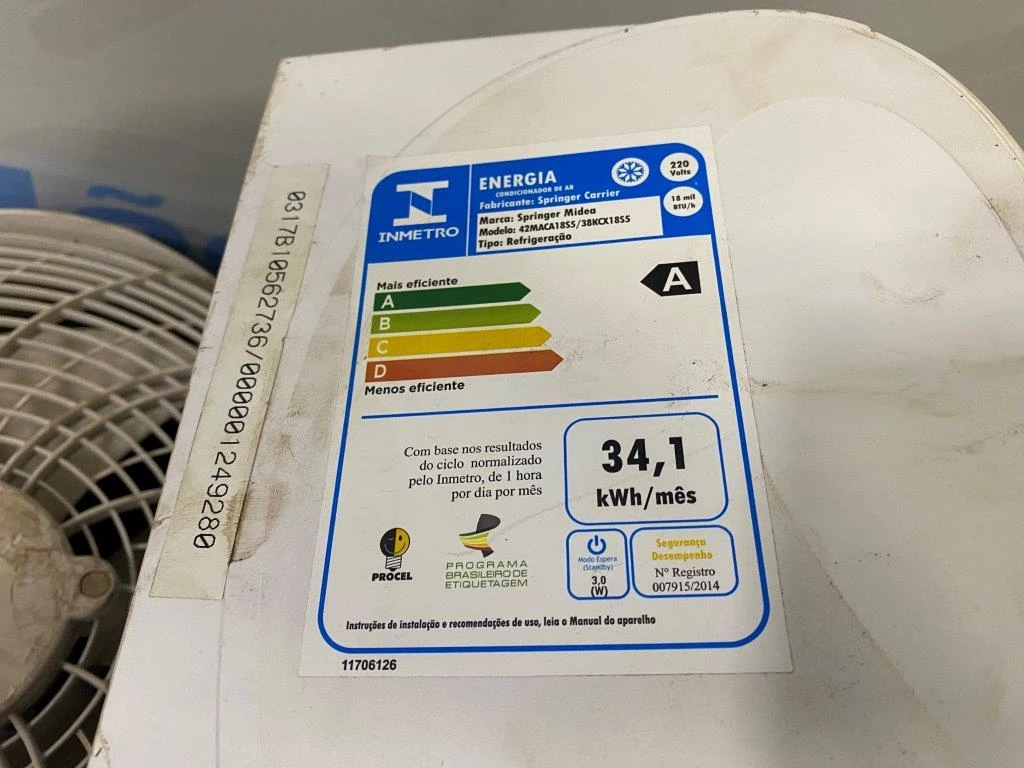 0317B10562736/0000001249280
INMETRO
ENERGIA
CONDICIONADOR DE AR
Fabricante: Springer Carrier
Marca: Springer Midea
Modelo: 42MACA18S5/38KCX18S5
Tipo: Refrigeração
220
Volts
18 mil
BTU/h
Mais eficiente
A
B
C
D
Menos eficiente
A
Com base nos resultados
do ciclo normalizado
pelo Inmetro, de 1 hora
por dia por mês
34,1
kWh/mês
PROCEL
PROGRAMA
BRASILEIRO DE
ETIQUETAGEM
Modo Espera
(Standby)
3,0
(W)
Segurança
Desempenho
Nº Registro
007915/2014
Instruções de instalação e recomendações de uso, leia o Manual do aparelho
11706126